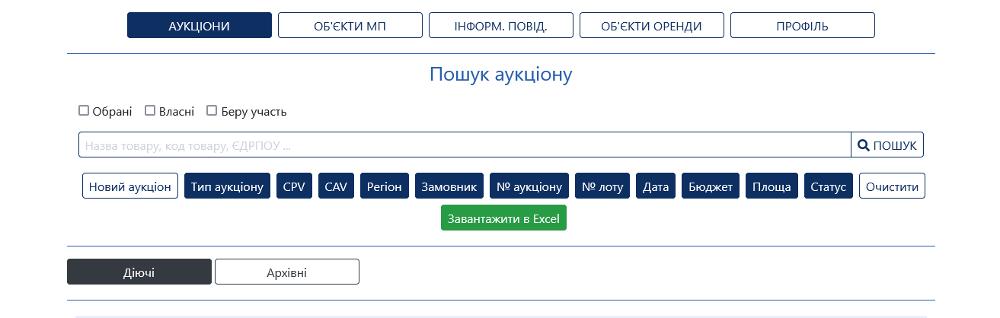 АУКЦІОНИ ОБ'ЄКТИ МП ІНФОРМ. ПОВІД. ОБ'ЄКТИ ОРЕНДИ ПРОФІЛЬ
Пошук аукціону
Обрані Власні Беру участь
Назва товару, код товару, ЄДРПОУ ... ПОШУК
Новий аукціон Тип аукціону CPV CAV Регіон Замовник № аукціону № лоту Дата Бюджет Площа Статус Очистити
Завантажити в Excel
Діючі Архівні